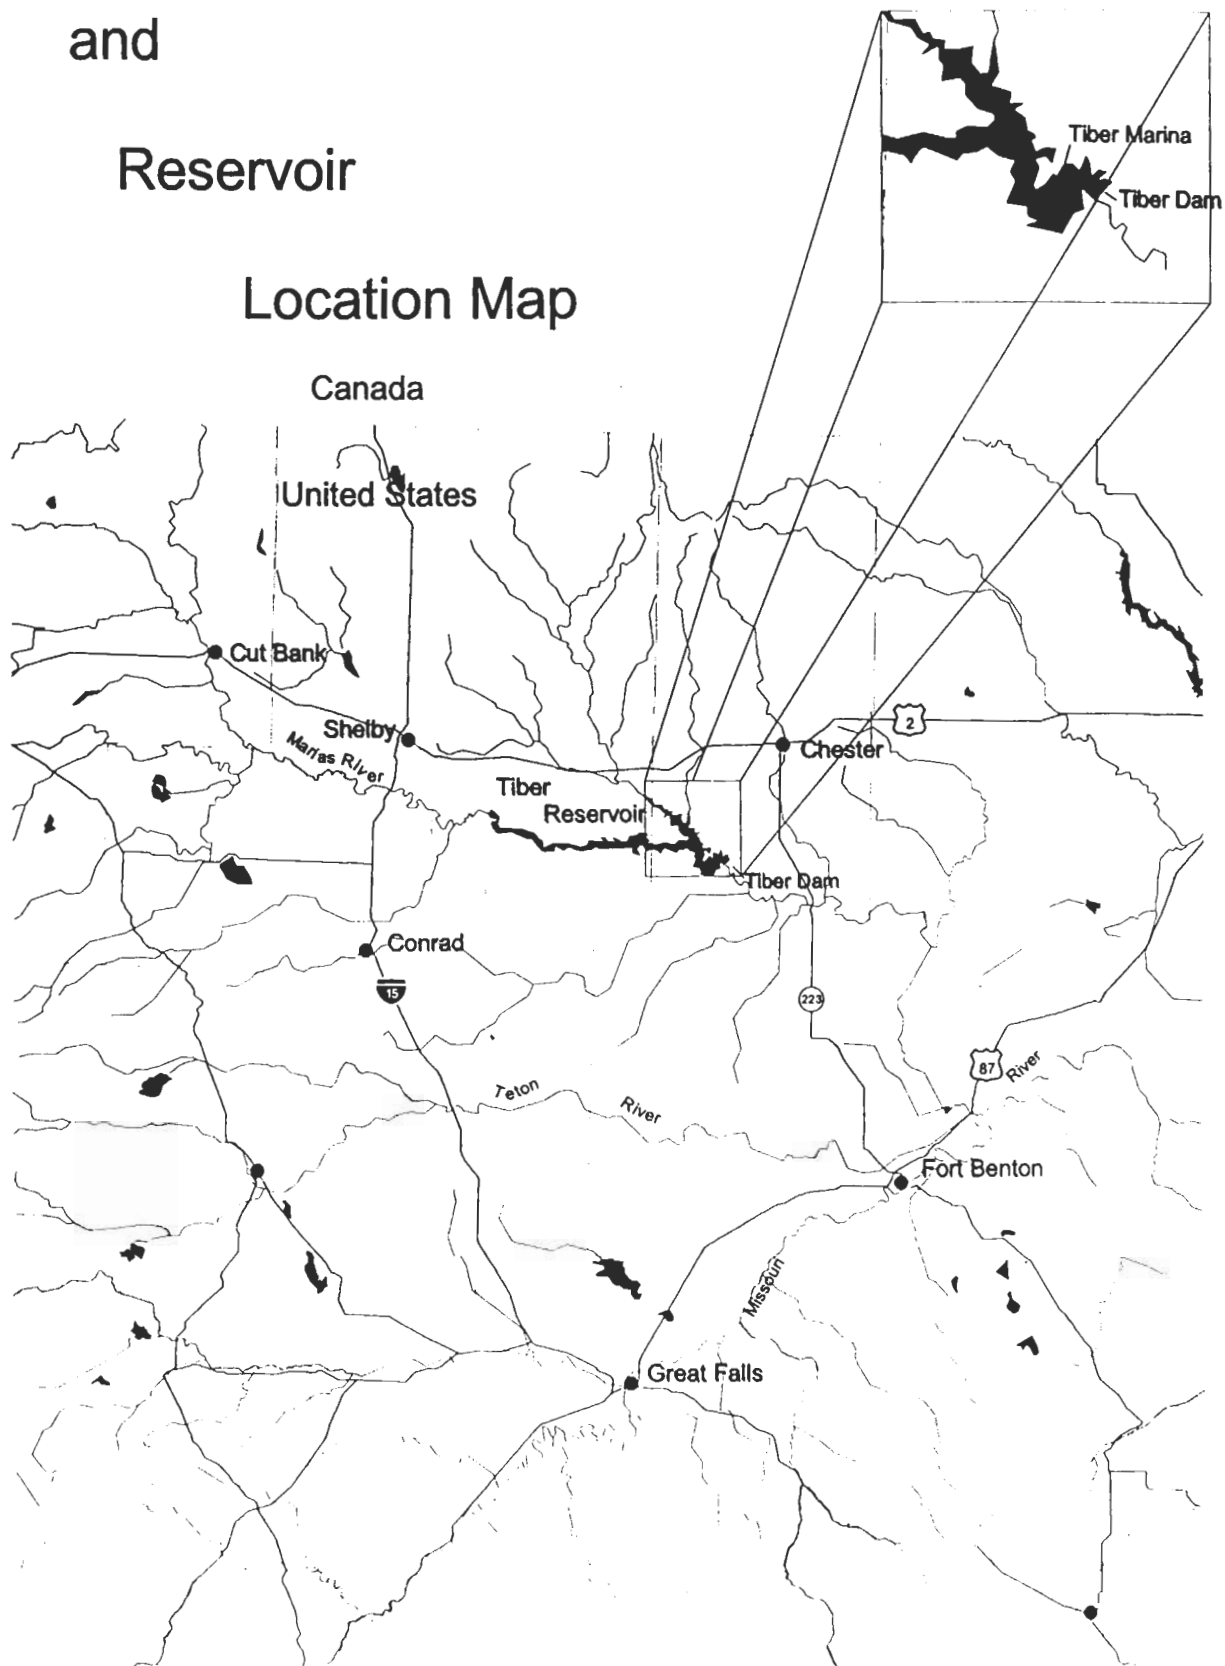 and
Reservoir
Location Map
Tiber Marina
Tiber Dam
Canada
United States
Cut Bank
Shelby
Marias River
2
Chester
Tiber
Reservoir
Tiber Dam
Conrad
15
223
87
River
Teton
River
Fort Benton
Missouri
Great Falls